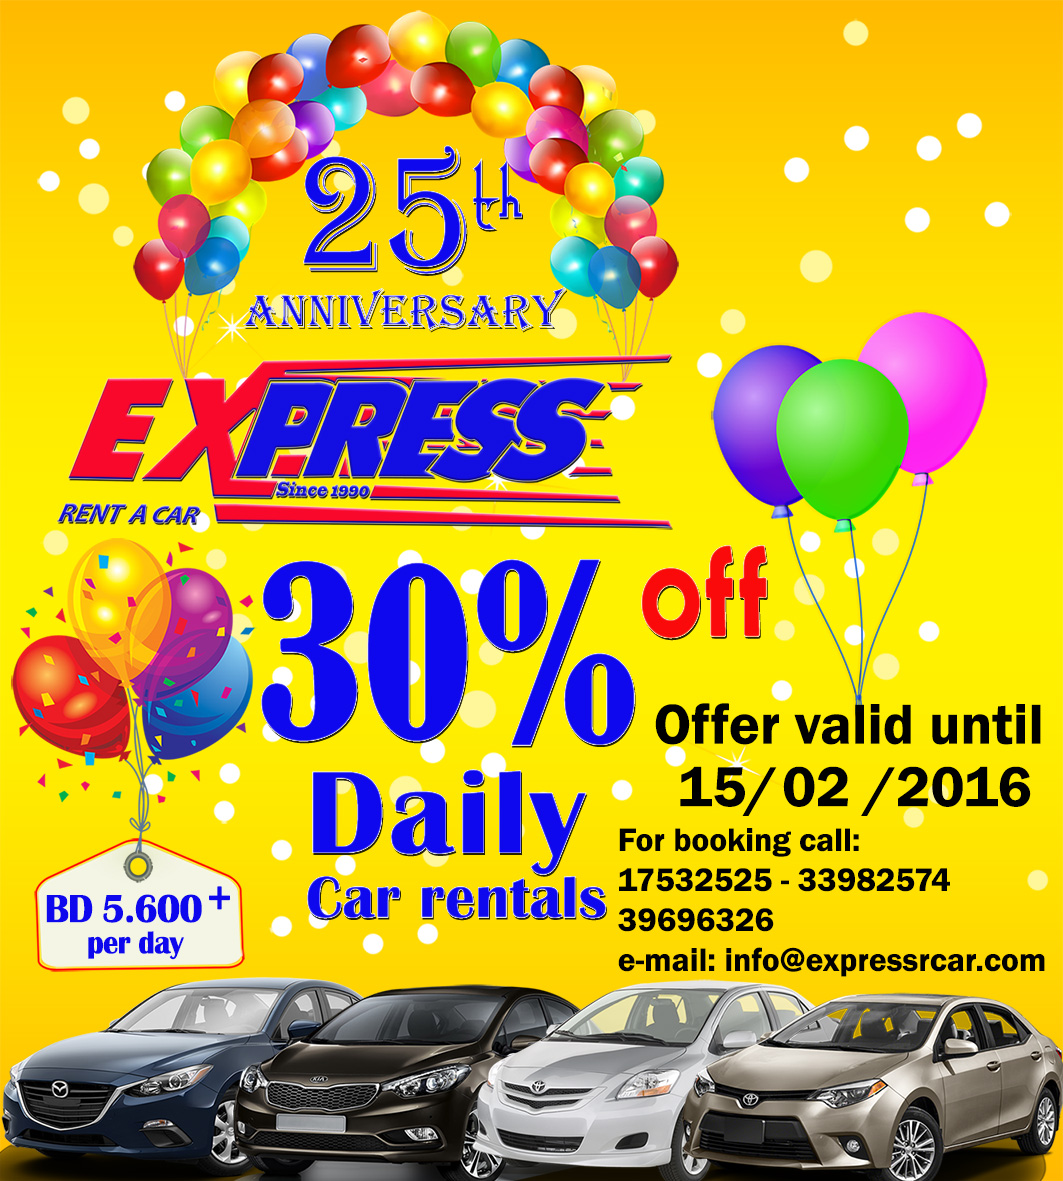 25th
ANNIVERSARY
EXPRESS
Since 1990
RENT A CAR
30% off
Daily
Car rentals
BD 5.600+
per day
Offer valid until
15/ 02 /2016
For booking call:
17532525 - 33982574
39696326
e-mail: info@expressrcar.com
KIA